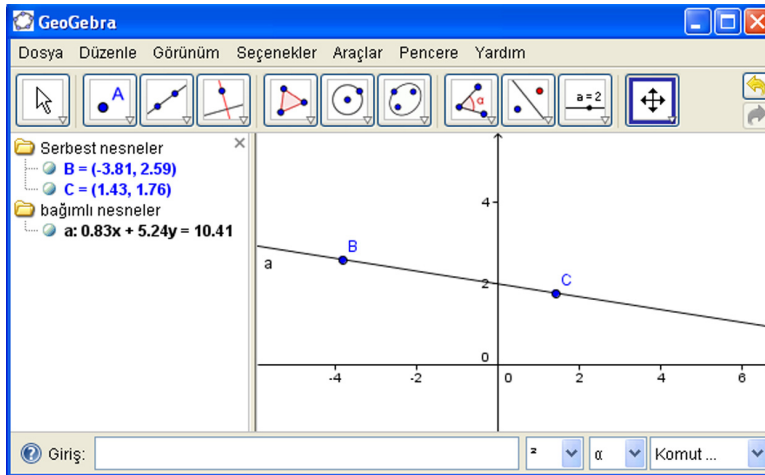 GeoGebra
Dosya Düzenle Görünüm Seçenekler Araçlar Pencere Yardım
A
α
a = 2
Serbest nesneler
B = (-3.81, 2.59)
C = (1.43, 1.76)
bağımlı nesneler
a: 0.83x + 5.24y = 10.41
4
B
a
C
2
0
-4 -2 0 2 4 6
Giriş: ² α Komut ...